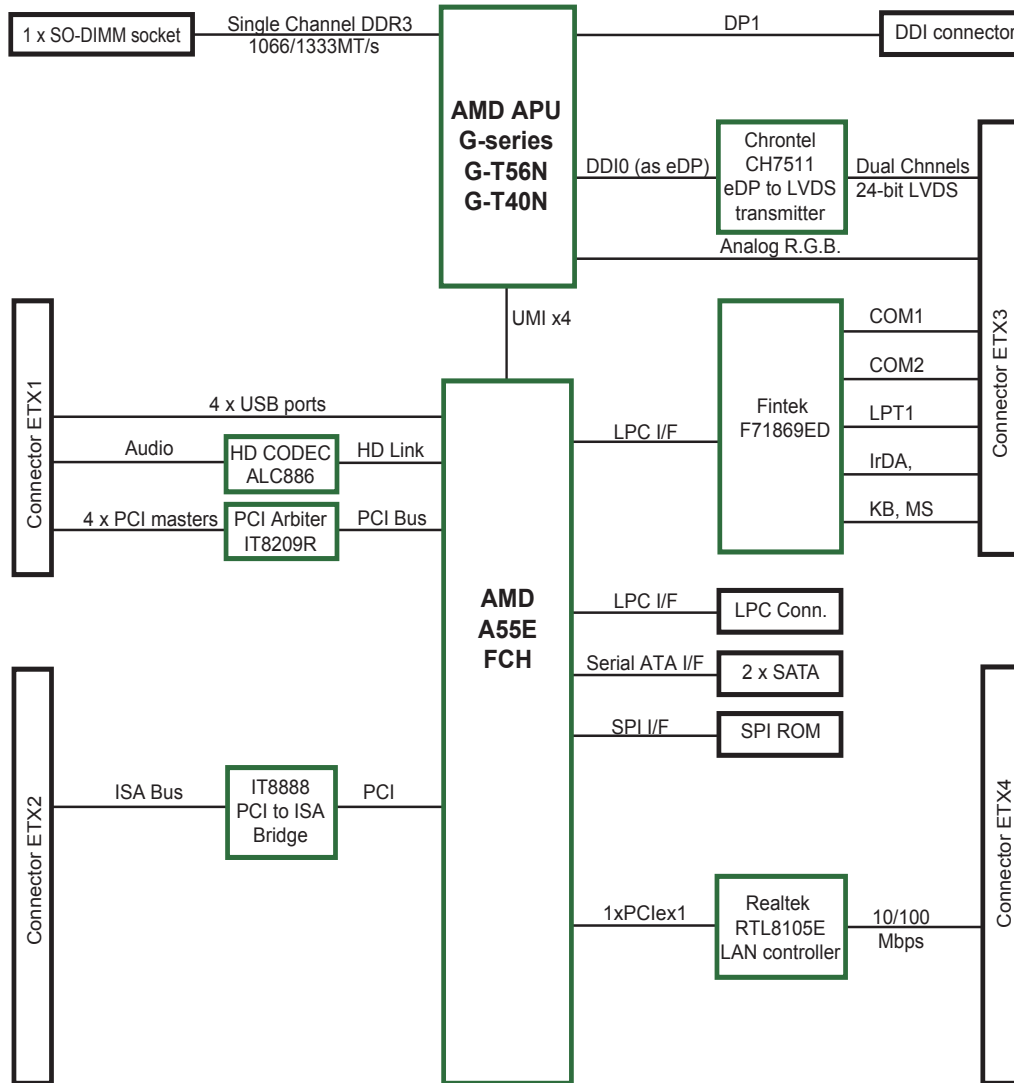 1 x SO-DIMM socket
Single Channel DDR3
1066/1333MT/s
AMD APU
G-series
G-T56N
G-T40N
DP1
DDI connector
DDI0 (as eDP)
Chrontel
CH7511
eDP to LVDS
transmitter
Dual Chnnels
24-bit LVDS
Analog R.G.B.
UMI x4
Connector ETX1
4 x USB ports
Audio
HD CODEC
ALC886
HD Link
4 x PCI masters
PCI Arbiter
IT8209R
PCI Bus
AMD
A55E
FCH
LPC I/F
Fintek
F71869ED
COM1
COM2
LPT1
IrDA,
KB, MS
Connector ETX3
LPC I/F
LPC Conn.
Serial ATA I/F
2 x SATA
SPI I/F
SPI ROM
Connector ETX2
ISA Bus
IT8888
PCI to ISA
Bridge
PCI
1xPCIex1
Realtek
RTL8105E
LAN controller
10/100
Mbps
Connector ETX4